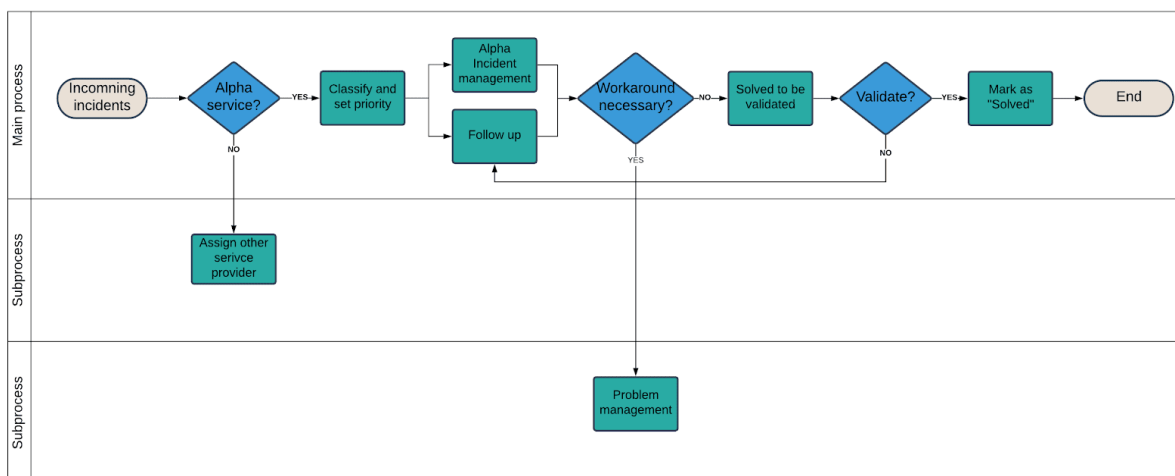 Main process
Incomning
incidents
Alpha
service?
YES
NO
Classify and
set priority
Alpha
Incident
management
Follow up
Workaround
necessary?
NO
YES
Solved to be
validated
Validate?
YES
NO
Mark as
"Solved"
End
Subprocess
Assign other
serivce
provider
Subprocess
Problem
management